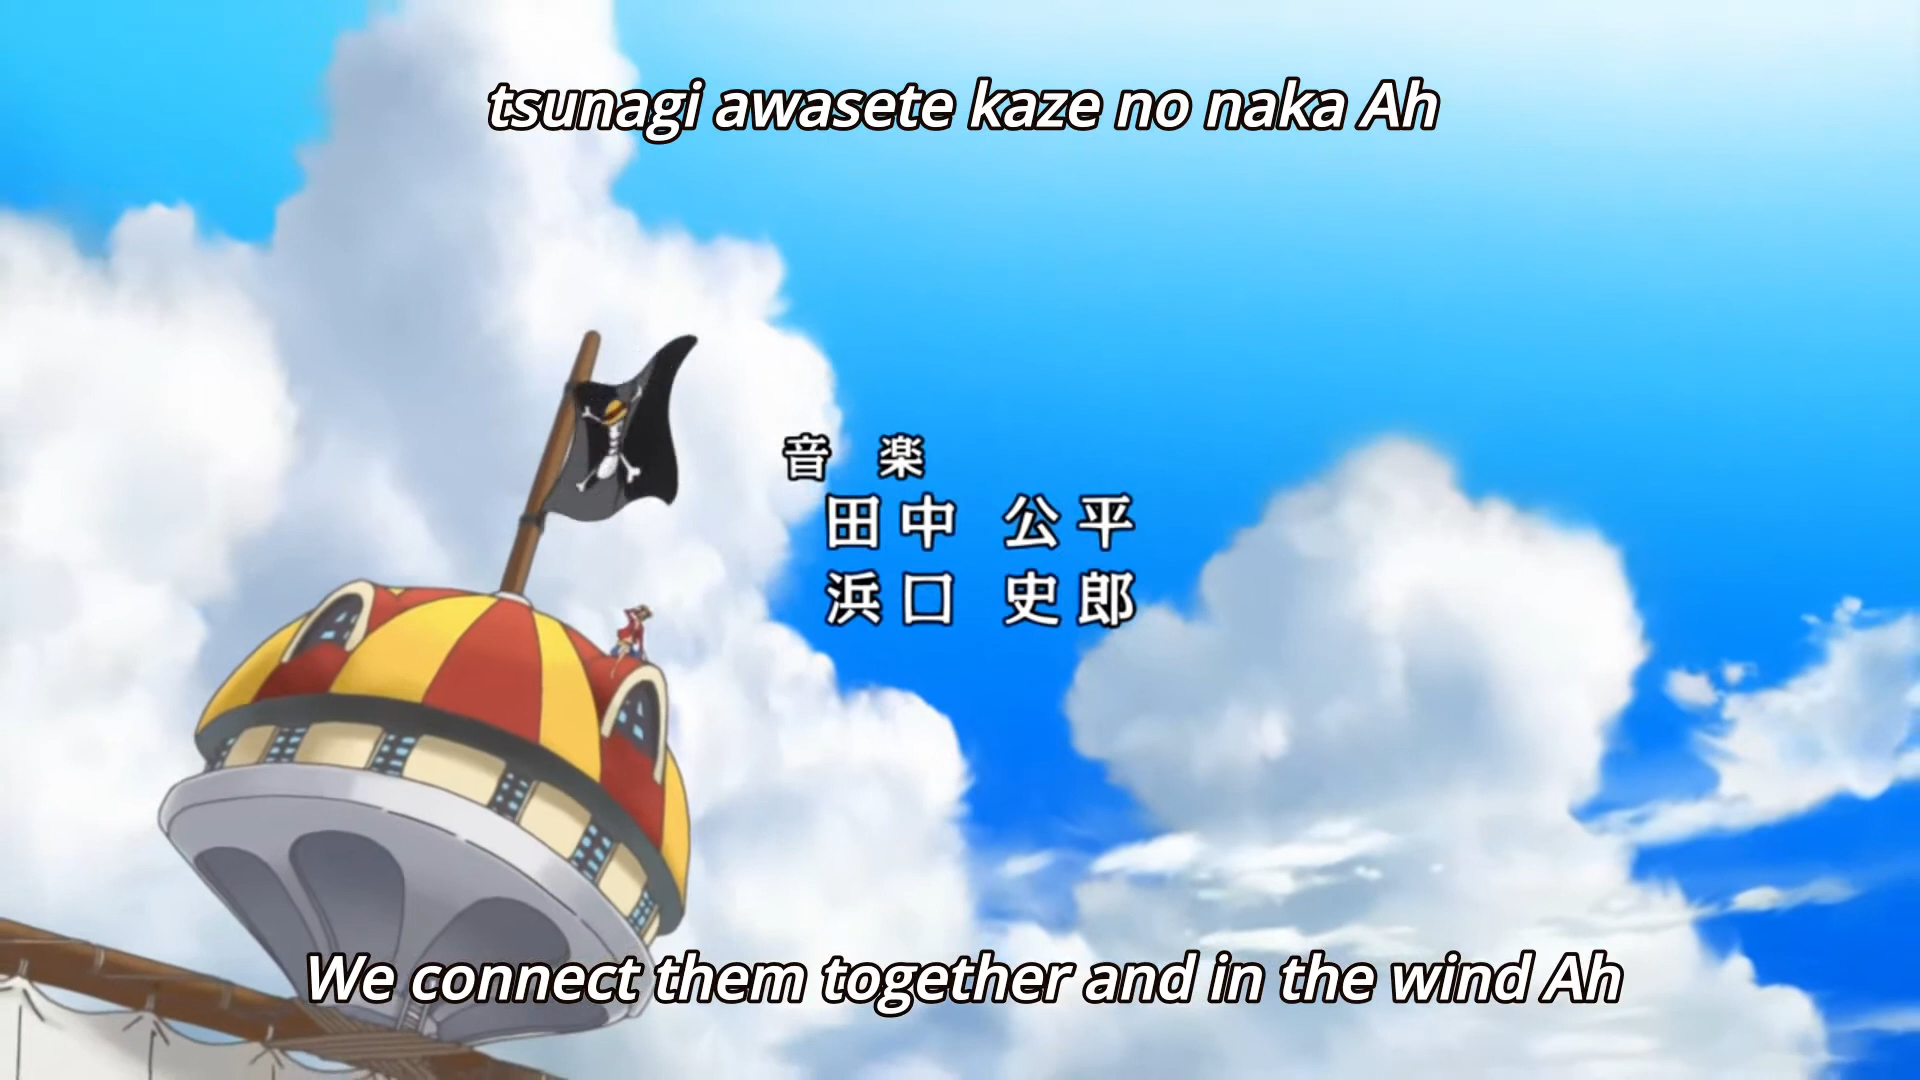 tsunagi awasete kaze no naka Ah
音 楽
田中 公平
浜口 史郎
We connect them together and in the wind Ah